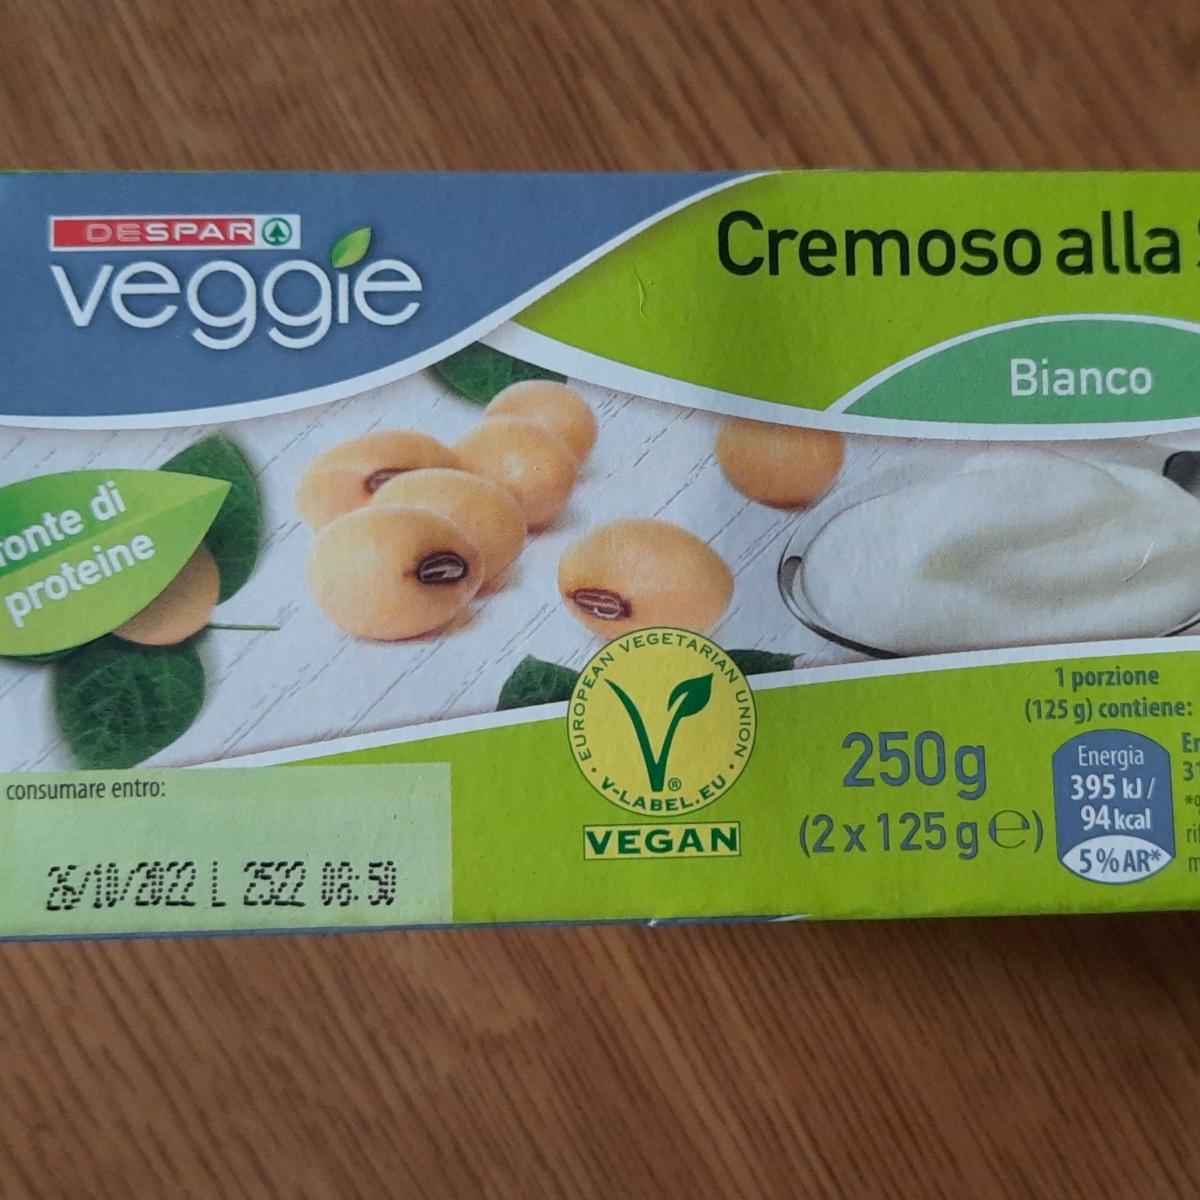 DESPAR
veggie
Cremoso alla
Bianco
fonte di
proteine
EUROPEAN VEGETARIAN UNION
V-LABEL.EU
®
VEGAN
consumare entro:
26/10/2022 L 2522 08:50
250g
(2 x 125 g e)
1 porzione
(125 g) contiene:
Energia
395 kJ /
94 kcal
5% AR*